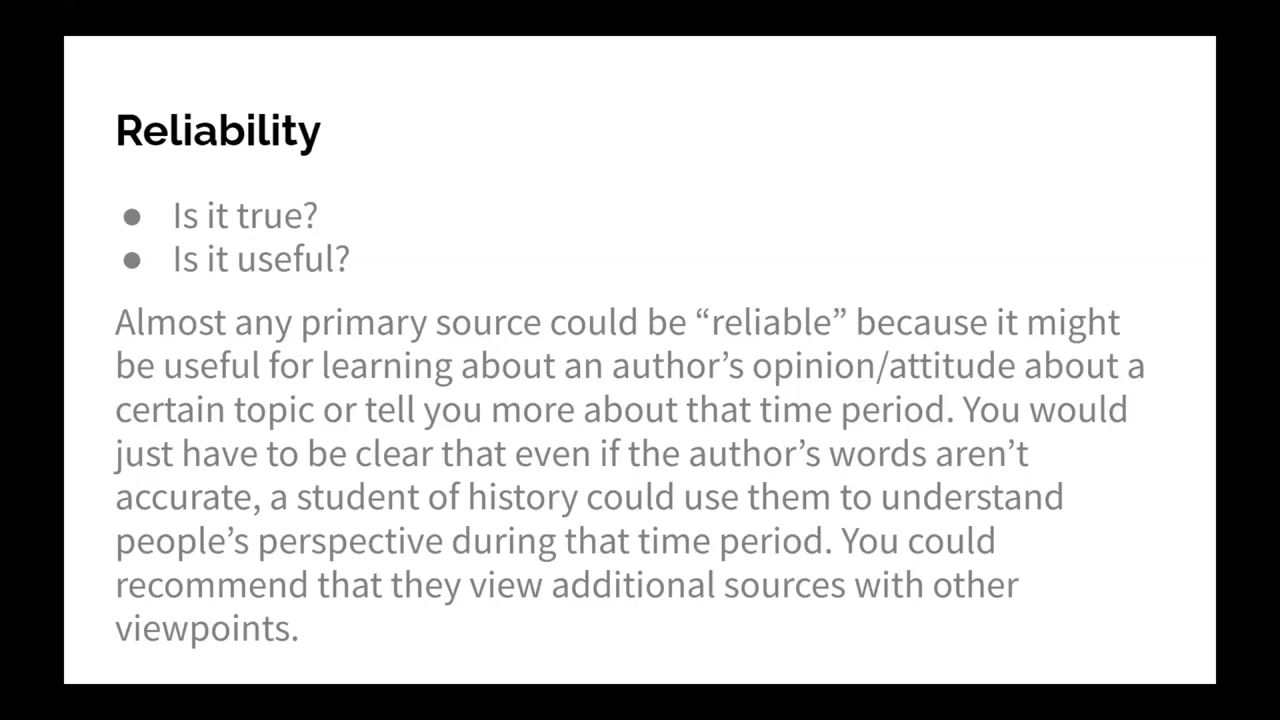 Reliability
● Is it true?
● Is it useful?
Almost any primary source could be “reliable” because it might
be useful for learning about an author’s opinion/attitude about a
certain topic or tell you more about that time period. You would
just have to be clear that even if the author’s words aren’t
accurate, a student of history could use them to understand
people’s perspective during that time period. You could
recommend that they view additional sources with other
viewpoints.